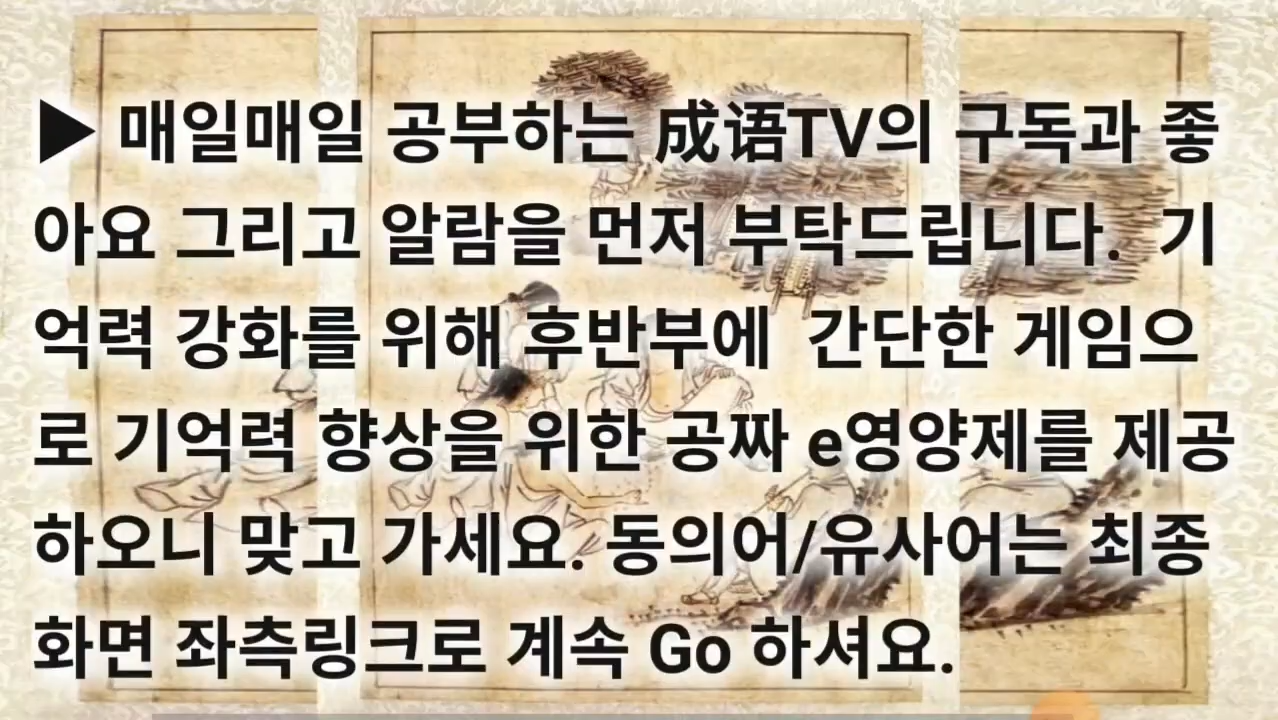 ▶ 매일매일 공부하는 成语TV의 구독과 좋
아요 그리고 알람을 먼저 부탁드립니다. 기
억력 강화를 위해 후반부에 간단한 게임으
로 기억력 향상을 위한 공짜 e영양제를 제공
하오니 맞고 가세요. 동의어/유사어는 최종
화면 좌측링크로 계속 Go 하셔요.